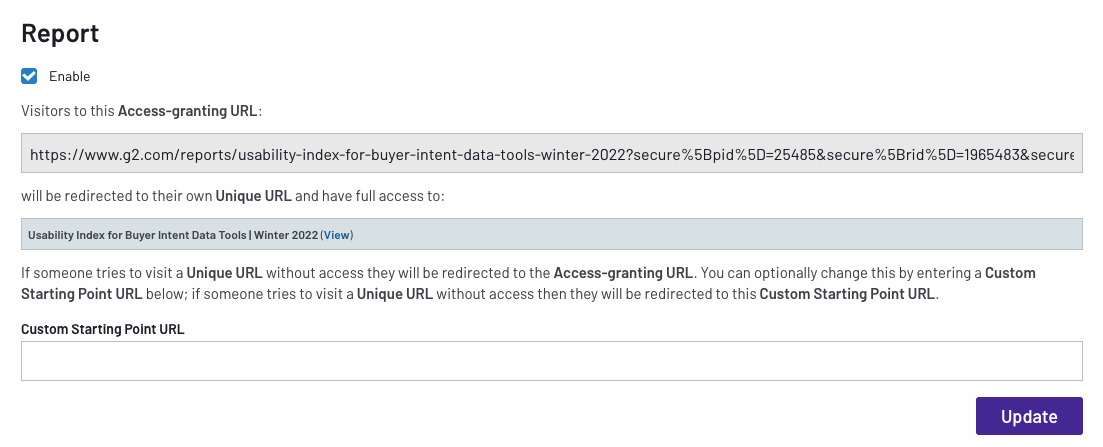 Report
Enable
Visitors to this Access-granting URL:
https://www.g2.com/reports/usability-index-for-buyer-intent-data-tools-winter-2022?secure%5Bpid%5D=25485&secure%5Brid%5D=1965483&secure
will be redirected to their own Unique URL and have full access to:
Usability Index for Buyer Intent Data Tools | Winter 2022 (View)
If someone tries to visit a Unique URL without access they will be redirected to the Access-granting URL. You can optionally change this by entering a Custom
Starting Point URL below; if someone tries to visit a Unique URL without access then they will be redirected to this Custom Starting Point URL.
Custom Starting Point URL
Update